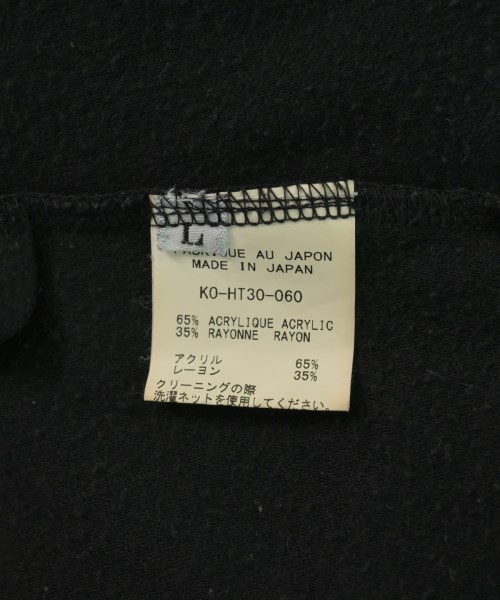 L
FABRIQUE AU JAPON
MADE IN JAPAN
KO-HT30-060
65% ACRYLIQUE ACRYLIC
35% RAYONNE RAYON
アクリル 65%
レーヨン 35%
クリーニングの際
洗濯ネットを使用してください。